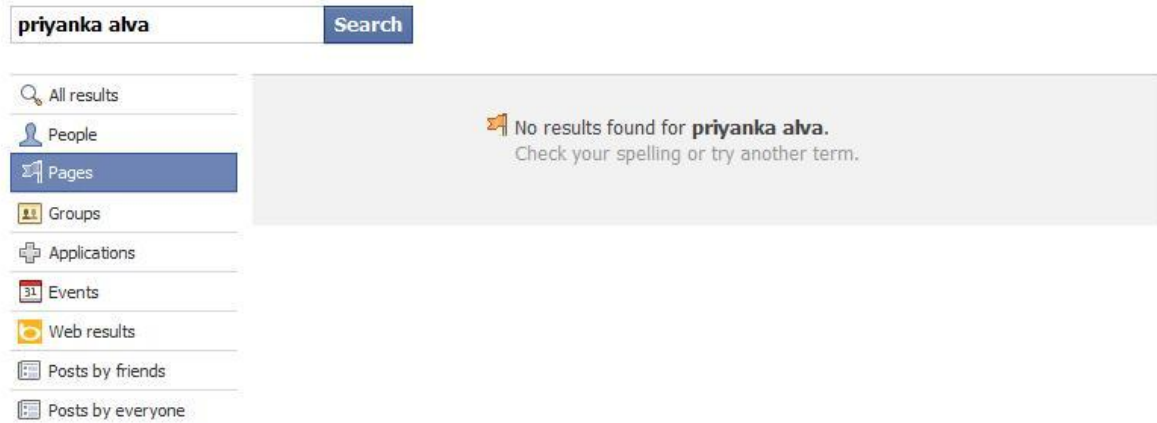 priyanka alva
Search
All results
People
Pages
Groups
Applications
31 Events
Web results
Posts by friends
Posts by everyone
No results found for priyanka alva.
Check your spelling or try another term.